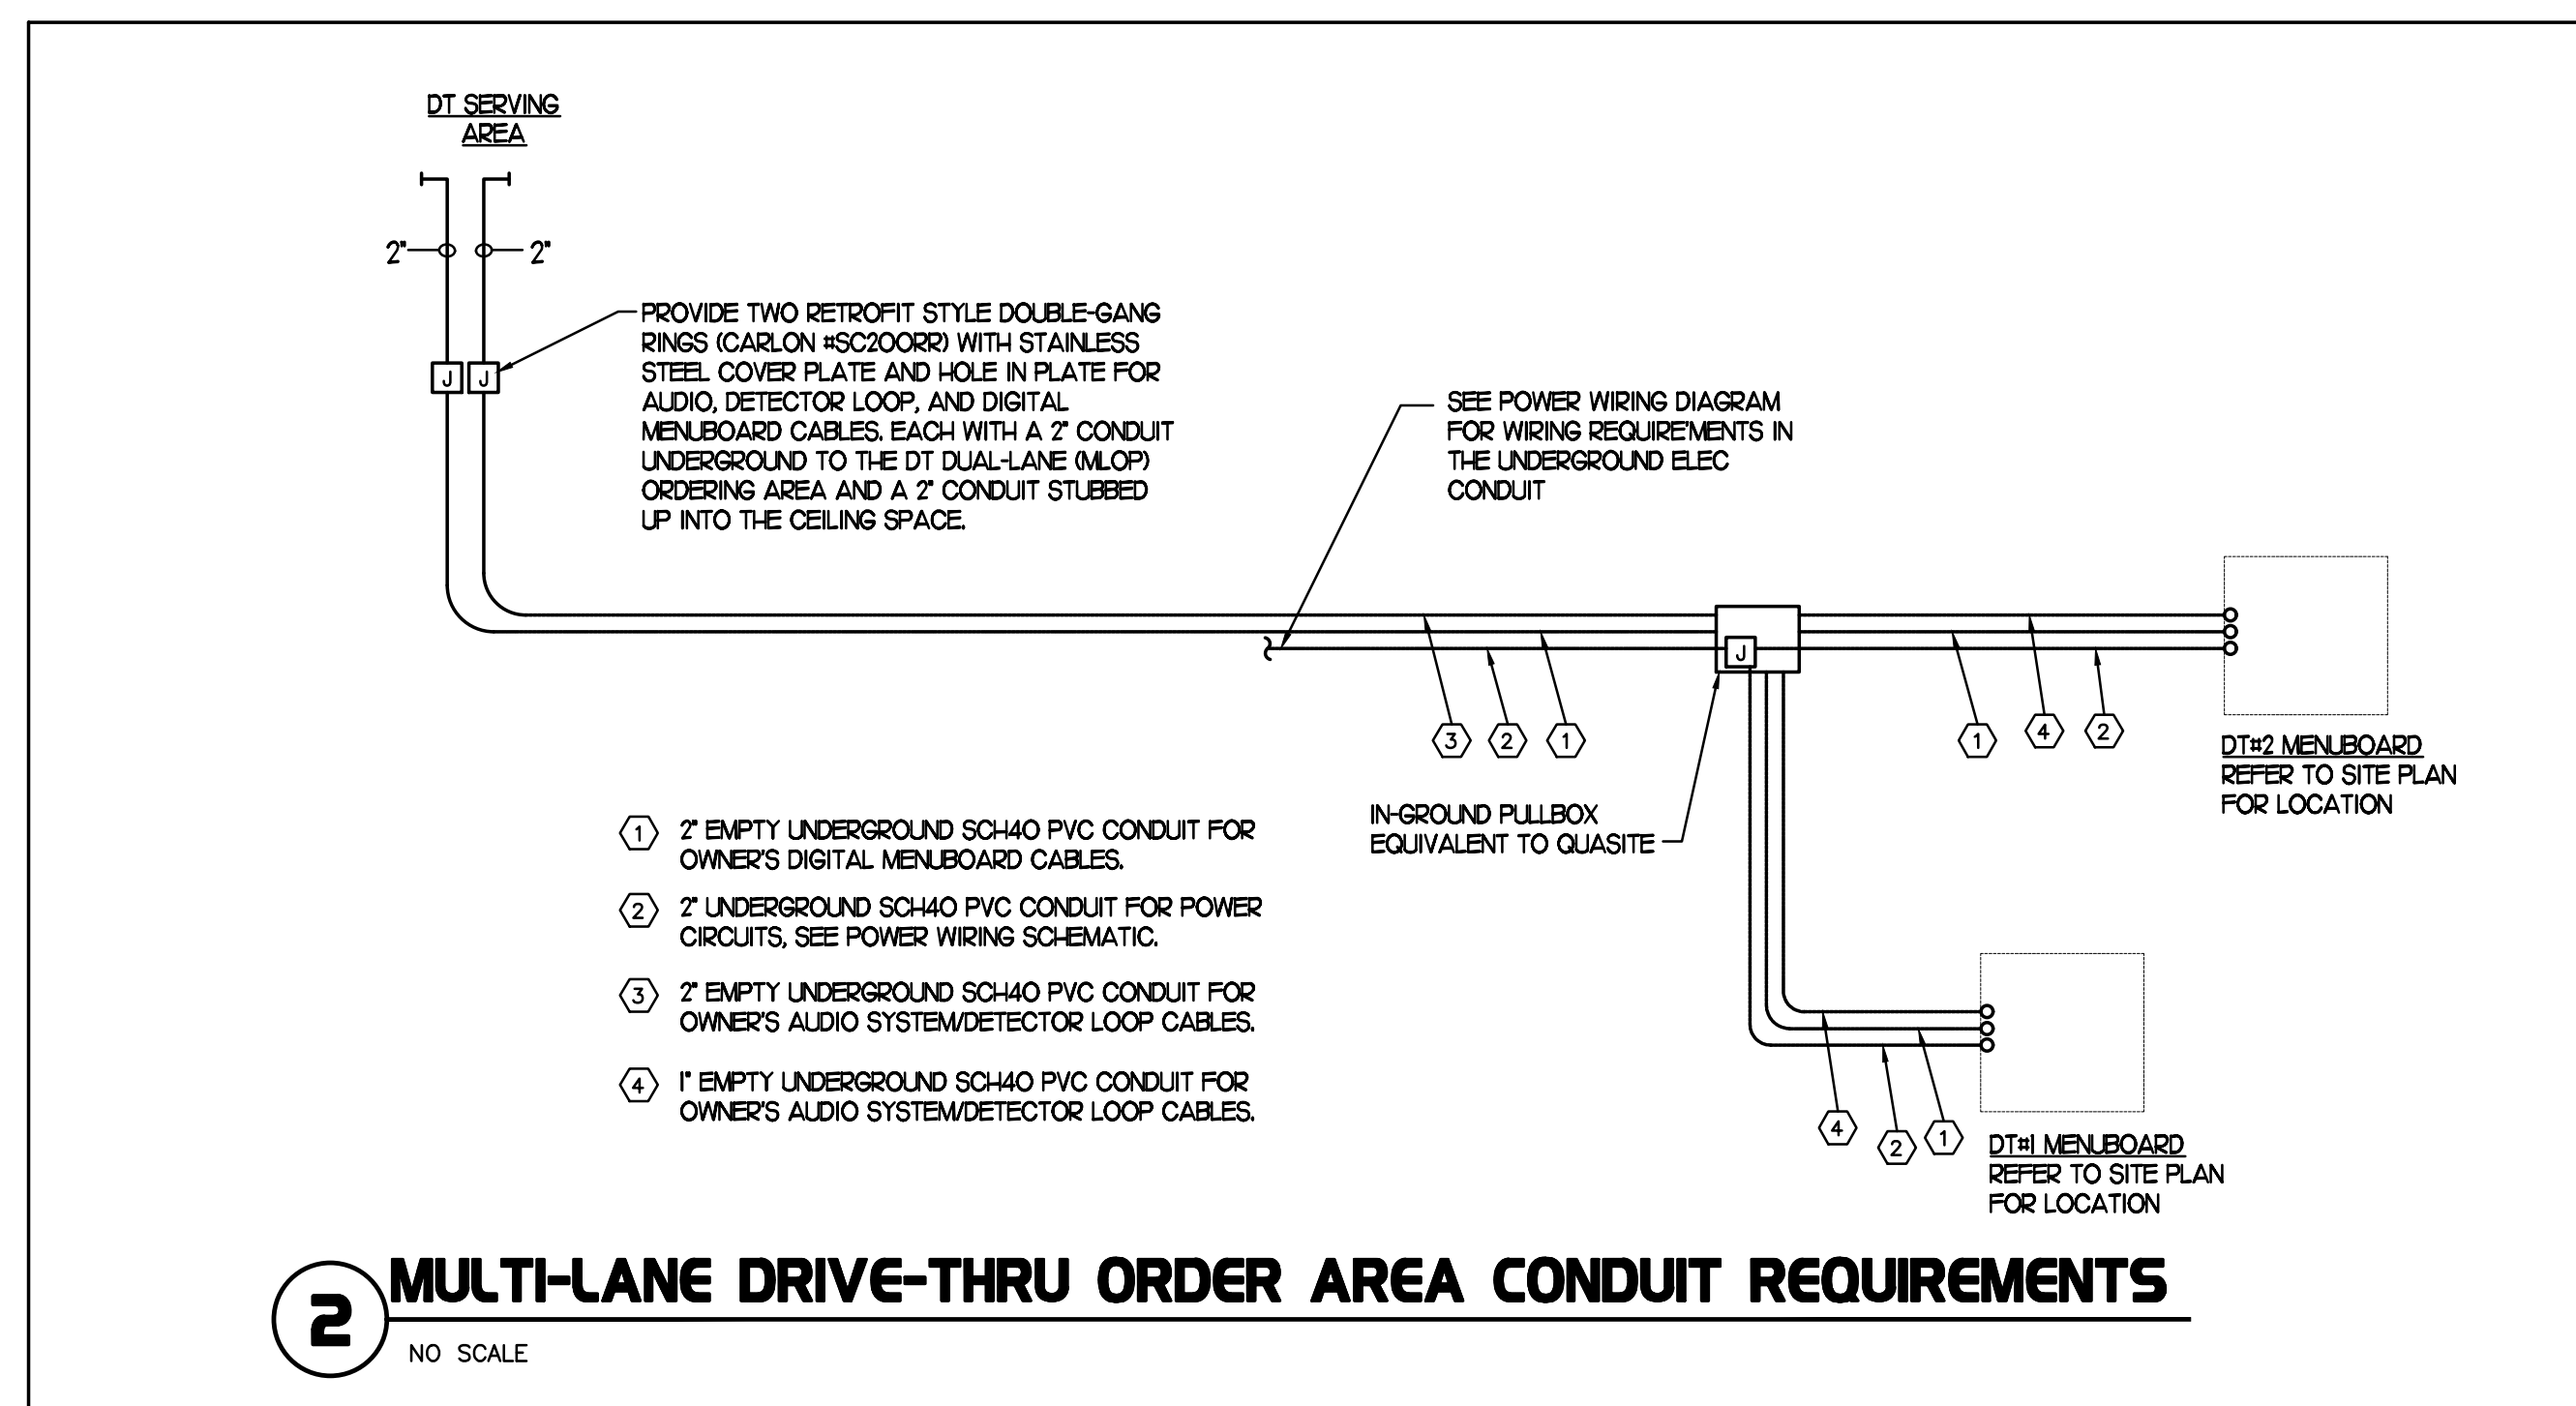 DT SERVING
AREA
2"
2"
J
J
PROVIDE TWO RETROFIT STYLE DOUBLE-GANG
RINGS (CARLON #SC200RR) WITH STAINLESS
STEEL COVER PLATE AND HOLE IN PLATE FOR
AUDIO, DETECTOR LOOP, AND DIGITAL
MENUBOARD CABLES. EACH WITH A 2" CONDUIT
UNDERGROUND TO THE DT DUAL-LANE (MLOP)
ORDERING AREA AND A 2" CONDUIT STUBBED
UP INTO THE CEILING SPACE.
SEE POWER WIRING DIAGRAM
FOR WIRING REQUIRE'MENTS IN
THE UNDERGROUND ELEC
CONDUIT
J
3
2
1
1
4
2
DT#2 MENUBOARD
REFER TO SITE PLAN
FOR LOCATION
IN-GROUND PULLBOX
EQUIVALENT TO QUASITE
1 2" EMPTY UNDERGROUND SCH40 PVC CONDUIT FOR
OWNER'S DIGITAL MENUBOARD CABLES.
2 2" UNDERGROUND SCH40 PVC CONDUIT FOR POWER
CIRCUITS, SEE POWER WIRING SCHEMATIC.
3 2" EMPTY UNDERGROUND SCH40 PVC CONDUIT FOR
OWNER'S AUDIO SYSTEM/DETECTOR LOOP CABLES.
4 1" EMPTY UNDERGROUND SCH40 PVC CONDUIT FOR
OWNER'S AUDIO SYSTEM/DETECTOR LOOP CABLES.
4
2
1
DT#1 MENUBOARD
REFER TO SITE PLAN
FOR LOCATION
2 MULTI-LANE DRIVE-THRU ORDER AREA CONDUIT REQUIREMENTS
NO SCALE